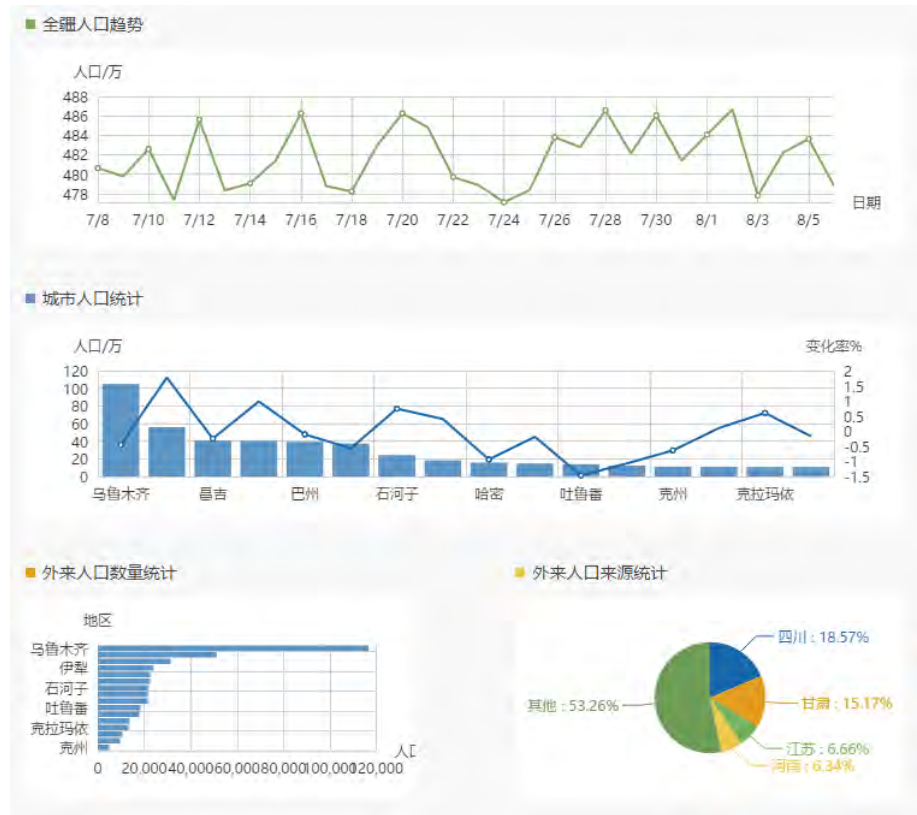 全疆人口趋势
人口/万
488
486
484
482
480
478
7/8 7/10 7/12 7/14 7/16 7/18 7/20 7/22 7/24 7/26 7/28 7/30 8/1 8/3 8/5
日期
城市人口统计
人口/万 变化率%
120
100
80
60
40
20
0
2
1.5
1
0.5
0
-0.5
-1
-1.5
乌鲁木齐 昌吉 巴州 石河子 哈密 吐鲁番 克州 克拉玛依
外来人口数量统计
地区
乌鲁木齐
伊犁
石河子
吐鲁番
克拉玛依
克州
人口
0 20,000 40,000 60,000 80,000 100,000 120,000
外来人口来源统计
四川 : 18.57%
甘肃 : 15.17%
其他 : 53.26%
江苏 : 6.66%
河南 : 6.34%